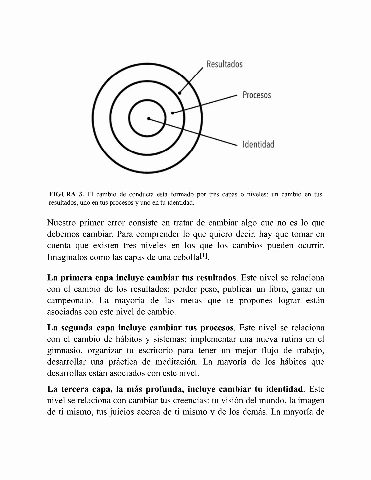 Resultados
Procesos
Identidad
FIGURA 3. El cambio de conducta está formado por tres capas o niveles: un cambio en tus
resultados, uno en tus procesos y uno en tu identidad.
Nuestro primer error consiste en tratar de cambiar algo que no es lo que
debemos cambiar. Para comprender lo que quiero decir, hay que tomar en
cuenta que existen tres niveles en los que los cambios pueden ocurrir.
Imaginalos como las capas de una cebolla[1].
La primera capa incluye cambiar tus resultados. Este nivel se relaciona
con el cambio de los resultados: perder peso, publicar un libro, ganar un
campeonato. La mayoría de las metas que te propones lograr están
asociadas con este nivel de cambio.
La segunda capa incluye cambiar tus procesos. Este nivel se relaciona
con el cambio de hábitos y sistemas: implementar una nueva rutina en el
gimnasio, organizar tu escritorio para tener un mejor flujo de trabajo,
desarrollar una práctica de meditación. La mayoría de los hábitos que
desarrollas están asociados con este nivel.
La tercera capa, la más profunda, incluye cambiar tu identidad. Este
nivel se relaciona con cambiar tus creencias: tu visión del mundo, la imagen
de ti mismo, tus juicios acerca de ti mismo y de los demás. La mayoría de